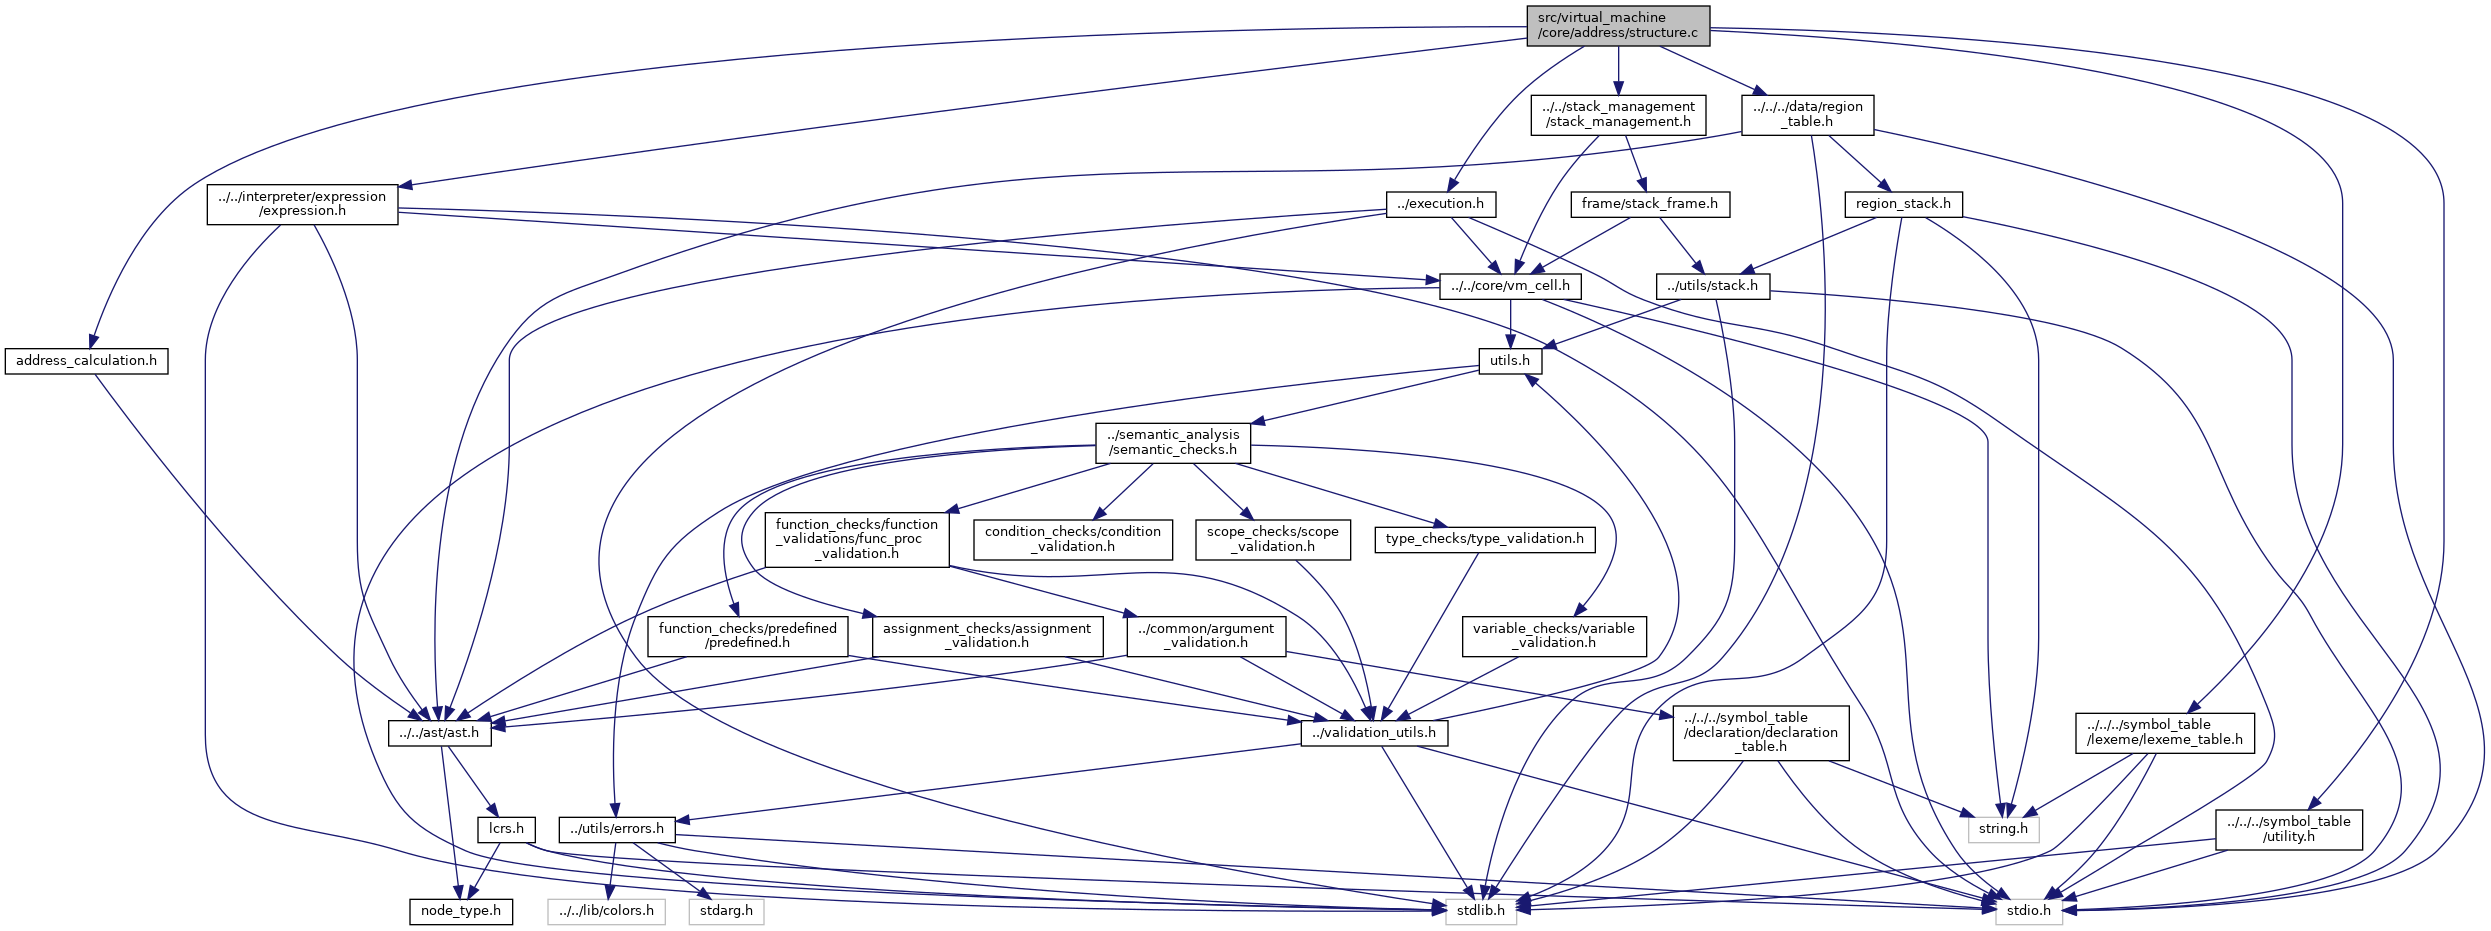 src/virtual_machine
/core/address/structure.c
../../stack_management
/stack_management.h
../../../data/region
_table.h
../../interpreter/expression
/expression.h
../execution.h
frame/stack_frame.h
region_stack.h
../../core/vm_cell.h
../utils/stack.h
address_calculation.h
utils.h
../semantic_analysis
/semantic_checks.h
function_checks/function
_validations/func_proc
_validation.h
condition_checks/condition
_validation.h
scope_checks/scope
_validation.h
type_checks/type_validation.h
function_checks/predefined
/predefined.h
assignment_checks/assignment
_validation.h
../common/argument
_validation.h
variable_checks/variable
_validation.h
../../ast/ast.h
../validation_utils.h
../../../symbol_table
/declaration/declaration
_table.h
../../../symbol_table
/lexeme/lexeme_table.h
lcrs.h
../utils/errors.h
string.h
../../../symbol_table
/utility.h
node_type.h
../../lib/colors.h
stdarg.h
stdlib.h
stdio.h